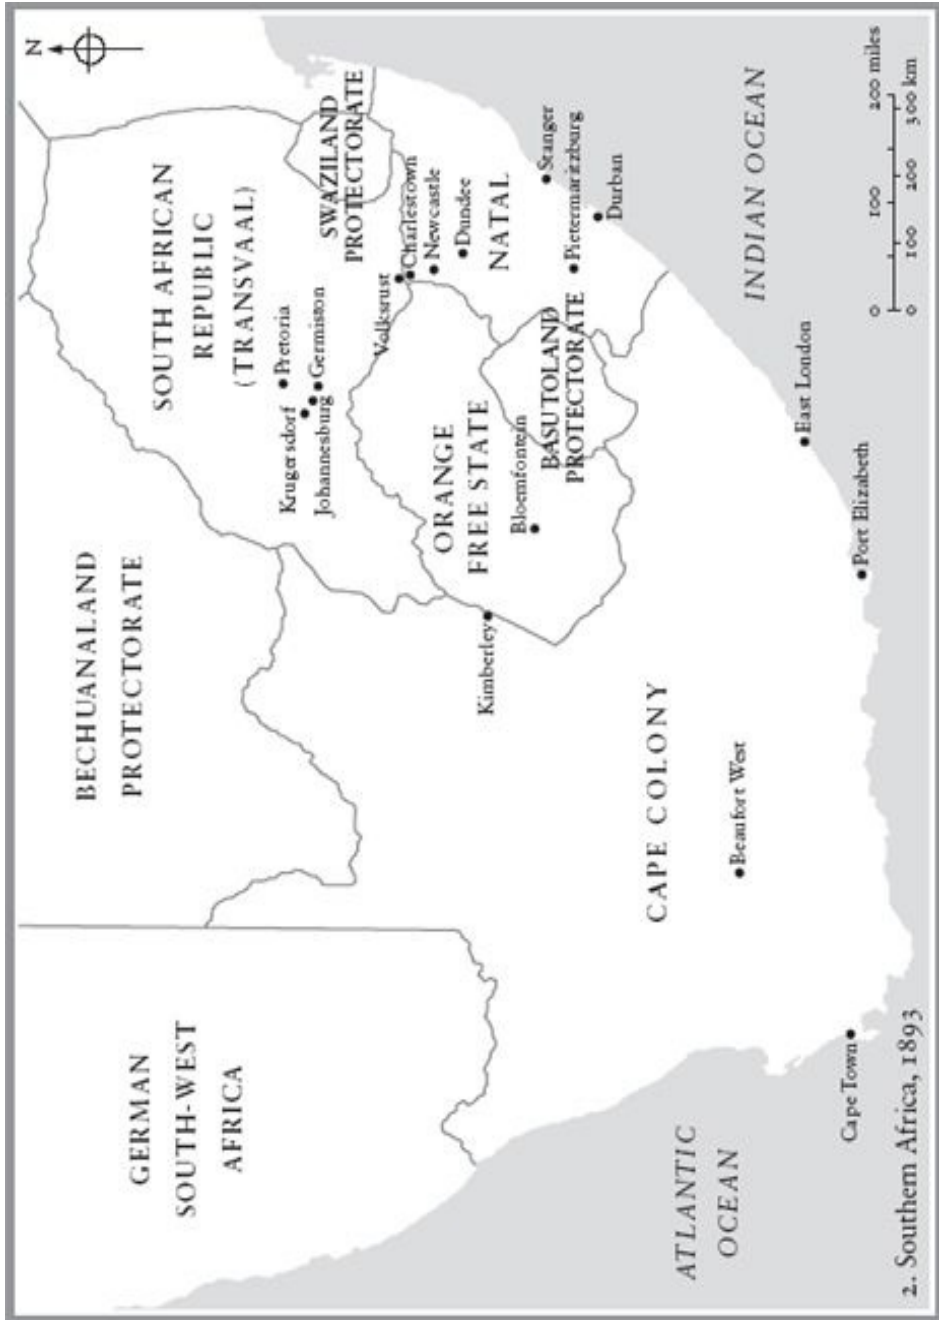 N
GERMAN
SOUTH-WEST
AFRICA
BECHUANALAND
PROTECTORATE
SOUTH AFRICAN
REPUBLIC
(TRANSVAAL)
Pretoria
Krugersdorf
Johannesburg
Germiston
SWAZILAND
PROTECTORATE
Volksrust
Charlestown
Newcastle
Dundee
NATAL
ORANGE
FREE STATE
Bloemfontein
Kimberley
BASUTOLAND
PROTECTORATE
Stanger
Pietermaritzburg
Durban
CAPE COLONY
Beaufort West
East London
Port Elizabeth
Cape Town
ATLANTIC
OCEAN
INDIAN OCEAN
0 100 200 miles
0 100 200 300 km
2. Southern Africa, 1893